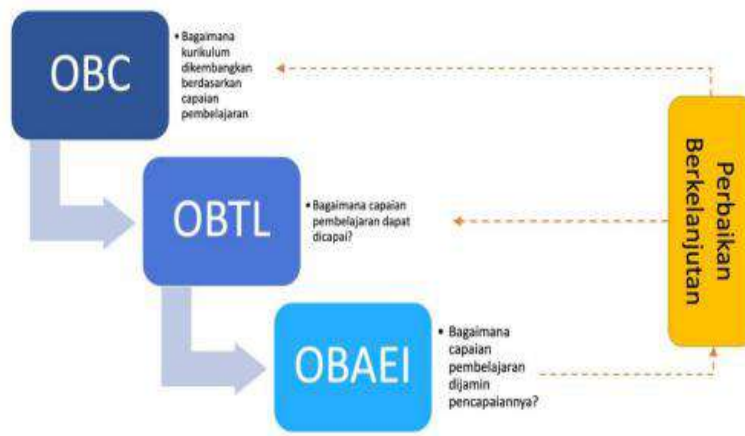 OBC
• Bagaimana
kurikulum
dikembangkan
berdasarkan
capaian
pembelajaran
OBTL
• Bagaimana capaian
pembelajaran dapat
dicapai?
OBAEI
• Bagaimana
capaian
pembelajaran
dijamin
pencapaiannya?
Perbaikan
Berkelanjutan